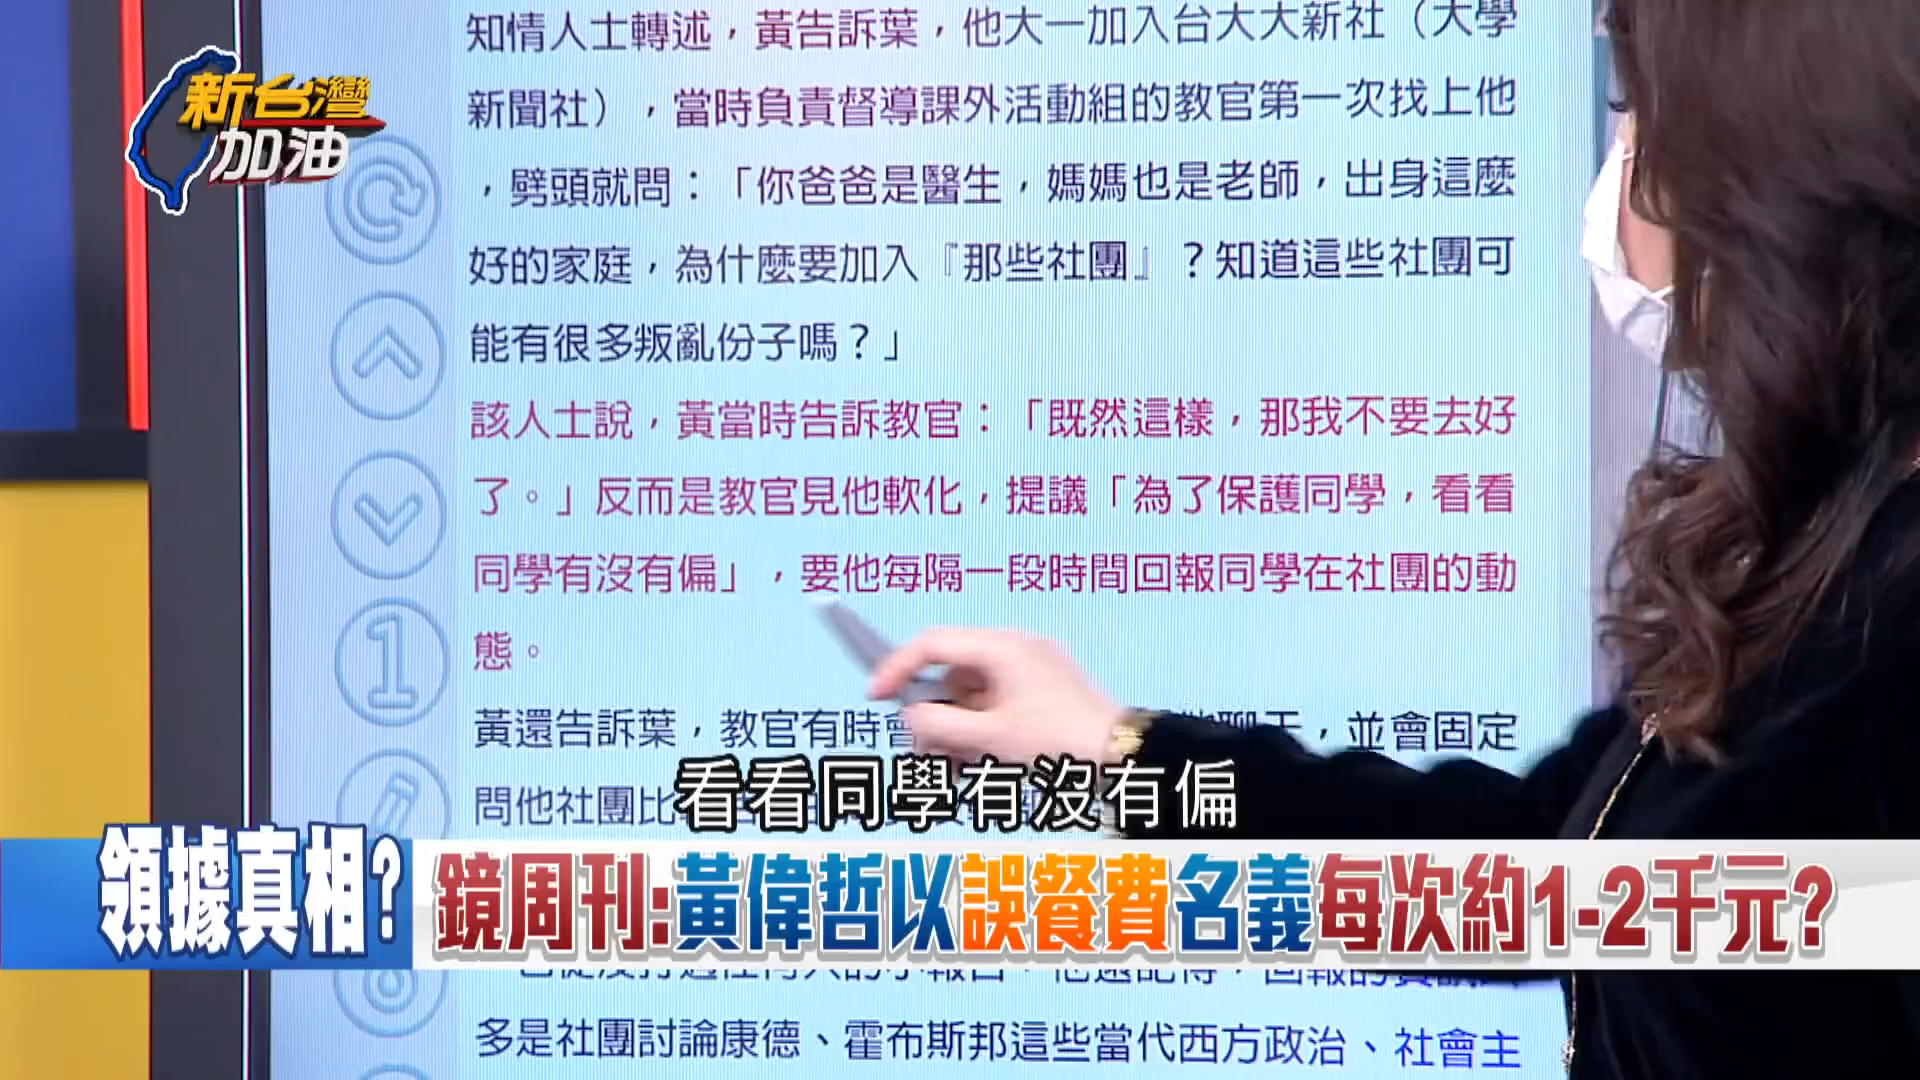 新台灣
加油
知情人士轉述，黃告訴葉，他大一加入台大大新社（大學
新聞社），當時負責督導課外活動組的教官第一次找上他
，劈頭就問：「你爸爸是醫生，媽媽也是老師，出身這麼
好的家庭，為什麼要加入『那些社團』？知道這些社團可
能有很多叛亂份子嗎？」
該人士說，黃當時告訴教官：「既然這樣，那我不要去好
了。」反而是教官見他軟化，提議「為了保護同學，看看
同學有沒有偏」，要他每隔一段時間回報同學在社團的動
態。
黃還告訴葉，教官有時會 聊天，並會固定
問他社團比
看看同學有沒有偏
領據真相?
鏡周刊:黃偉哲以誤餐費名義每次約1-2千元?
多是社團討論康德、霍布斯邦這些當代西方政治、社會主
1